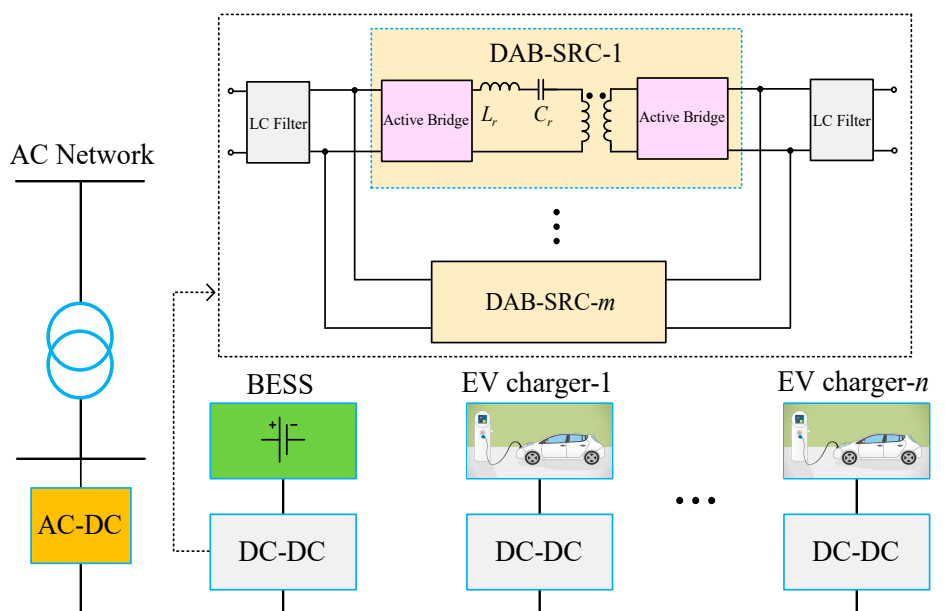 DAB-SRC-1
LC Filter
Active Bridge
L_r
C_r
Active Bridge
LC Filter
AC Network
DAB-SRC-m
BESS
EV charger-1
EV charger-n
+ -
AC-DC
DC-DC
DC-DC
DC-DC